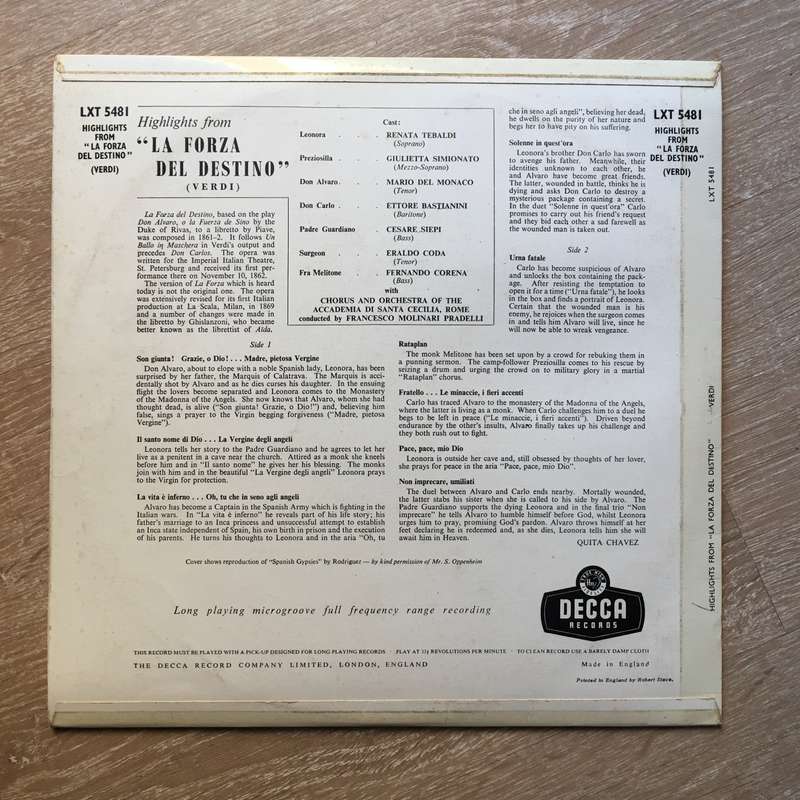 LXT 5481
HIGHLIGHTS
FROM
"LA FORZA
DEL DESTINO"
(VERDI)
Highlights from
"LA FORZA
DEL DESTINO"
(VERDI)
Cast:
Leonora . . . RENATA TEBALDI
(Soprano)
Preziosilla . . . GIULIETTA SIMIONATO
(Mezzo-Soprano)
Don Alvaro . . . MARIO DEL MONACO
(Tenor)
Don Carlo . . . ETTORE BASTIANINI
(Baritone)
Padre Guardiano . CESARE SIEPI
(Bass)
Surgeon . . . ERALDO CODA
(Tenor)
Fra Melitone . . FERNANDO CORENA
(Bass)
with
CHORUS AND ORCHESTRA OF THE
ACCADEMIA DI SANTA CECILIA, ROME
conducted by FRANCESCO MOLINARI PRADELLI
La Forza del Destino, based on the play
Don Alvaro, o la Fuerza de Sino by the
Duke of Rivas, to a libretto by Piave,
was composed in 1861-2. It follows Un
Ballo in Maschera in Verdi's output and
precedes Don Carlos. The opera was
written for the Imperial Italian Theatre,
St. Petersburg and received its first per-
formance there on November 10, 1862.
The version of La Forza which is heard
today is not the original one. The opera
was extensively revised for its first Italian
production at La Scala, Milan, in 1869
and a number of changes were made in
the libretto by Ghislanzoni, who became
better known as the librettist of Aida.
Side 1
Son giunta! Grazie, o Dio! . . . Madre, pietosa Vergine
Don Alvaro, about to elope with a noble Spanish lady, Leonora, has been
surprised by her father, the Marquis of Calatrava. The Marquis is acci-
dentally shot by Alvaro and as he dies curses his daughter. In the ensuing
flight the lovers become separated and Leonora comes to the Monastery
of the Madonna of the Angels. She now knows that Alvaro, whom she had
thought dead, is alive ("Son giunta! Grazie, o Dio!") and, believing him
false, sings a prayer to the Virgin begging forgiveness ("Madre, pietosa
Vergine").
Il santo nome di Dio . . . La Vergine degli angeli
Leonora tells her story to the Padre Guardiano and he agrees to let her
live as a penitent in a cave near the church. Attired as a monk she kneels
before him and in "Il santo nome" he gives her his blessing. The monks
join with him and in the beautiful "La Vergine degli angeli" Leonora prays
to the Virgin for protection.
La vita è inferno . . . Oh, tu che in seno agli angeli
Alvaro has become a Captain in the Spanish Army which is fighting in the
Italian wars. In "La vita è inferno" he reveals part of his life story; his
father's marriage to an Inca princess and unsuccessful attempt to establish
an Inca state independent of Spain, his own birth in prison and the execution
of his parents. He turns his thoughts to Leonora and in the aria "Oh, tu
che in seno agli angeli", believing her dead,
he dwells on the purity of her nature and
begs her to have pity on his suffering.
Solenne in quest'ora
Leonora's brother Don Carlo has sworn
to avenge his father. Meanwhile, their
identities unknown to each other, he
and Alvaro have become great friends.
The latter, wounded in battle, thinks he is
dying and asks Don Carlo to destroy a
mysterious package containing a secret.
In the duet "Solenne in quest'ora" Carlo
promises to carry out his friend's request
and they bid each other a sad farewell as
the wounded man is taken out.
Side 2
Urna fatale
Carlo has become suspicious of Alvaro
and unlocks the box containing the pack-
age. After resisting the temptation to
open it for a time ("Urna fatale"), he looks
in the box and finds a portrait of Leonora.
Certain that the wounded man is his
enemy, he rejoices when the surgeon comes
in and tells him Alvaro will live, since he
will now be able to wreak vengeance.
Rataplan
The monk Melitone has been set upon by a crowd for rebuking them in
a punning sermon. The camp-follower Preziosilla comes to his rescue by
seizing a drum and urging the crowd on to military glory in a martial
"Rataplan" chorus.
Fratello . . . Le minaccie, i fieri accenti
Carlo has traced Alvaro to the monastery of the Madonna of the Angels,
where the latter is living as a monk. When Carlo challenges him to a duel he
begs to be left in peace ("Le minaccie, i fieri accenti"). Driven beyond
endurance by the other's insults, Alvaro finally takes up his challenge and
they both rush out to fight.
Pace, pace, mio Dio
Leonora is outside her cave and, still obsessed by thoughts of her lover,
she prays for peace in the aria "Pace, pace, mio Dio".
Non imprecare, umiliati
The duel between Alvaro and Carlo ends nearby. Mortally wounded,
the latter stabs his sister when she is called to his side by Alvaro. The
Padre Guardiano supports the dying Leonora and in the final trio "Non
imprecare" he tells Alvaro to humble himself before God, whilst Leonora
urges him to pray, promising God's pardon. Alvaro throws himself at her
feet declaring he is redeemed and, as she dies, Leonora tells him she will
await him in Heaven.
QUITA CHAVEZ
Cover shows reproduction of "Spanish Gypsies" by Rodriguez — by kind permission of Mr. S. Oppenheim
Long playing microgroove full frequency range recording
DECCA
RECORDS
THIS RECORD MUST BE PLAYED WITH A PICK-UP DESIGNED FOR LONG PLAYING RECORDS · PLAY AT 33⅓ REVOLUTIONS PER MINUTE · TO CLEAN RECORD USE A BARELY DAMP CLOTH
THE DECCA RECORD COMPANY LIMITED, LONDON, ENGLAND
Made in England
Printed in England by Robert Stace.
LXT 5481
HIGHLIGHTS
FROM
"LA FORZA
DEL DESTINO"
(VERDI)
LXT 5481
HIGHLIGHTS FROM "LA FORZA DEL DESTINO" — VERDI